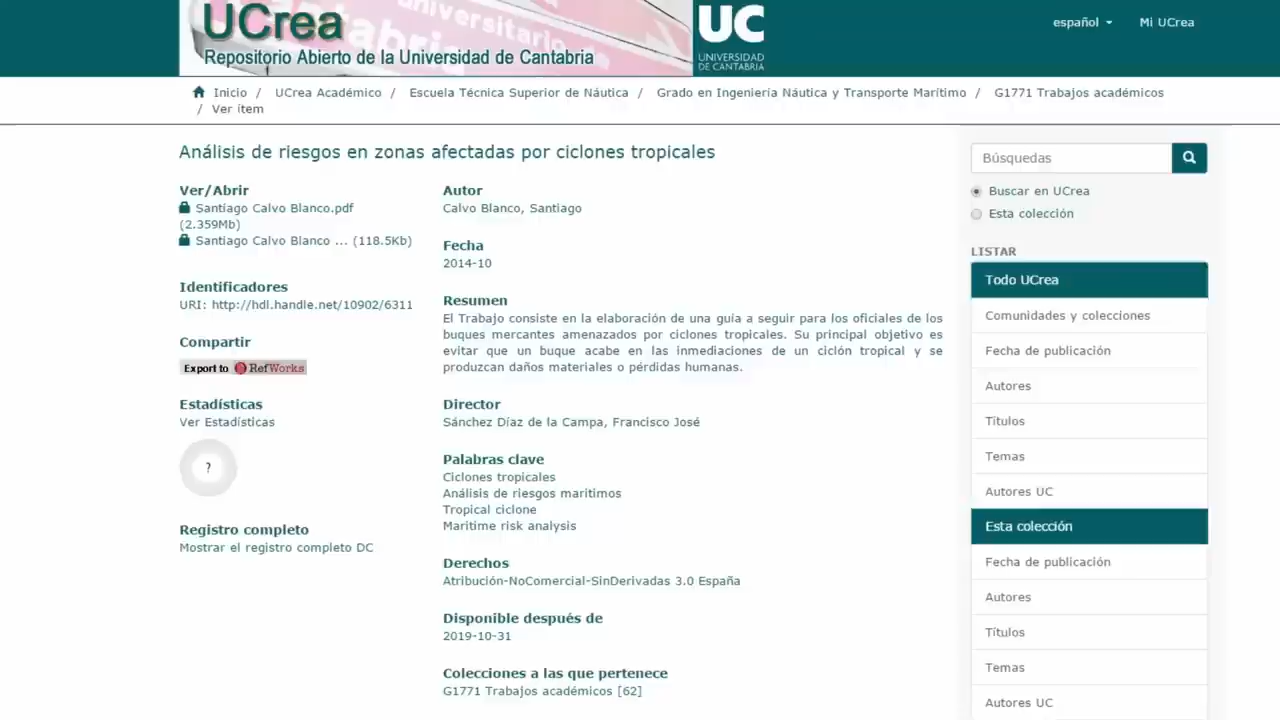 UCrea
Repositorio Abierto de la Universidad de Cantabria
UC
UNIVERSIDAD
DE CANTABRIA
español
Mi UCrea
Inicio / UCrea Académico / Escuela Técnica Superior de Náutica / Grado en Ingeniería Náutica y Transporte Marítimo / G1771 Trabajos académicos
/ Ver ítem
Análisis de riesgos en zonas afectadas por ciclones tropicales
Ver/Abrir
Santiago Calvo Blanco.pdf
(2.359Mb)
Santiago Calvo Blanco ... (118.5Kb)
Identificadores
URI: http://hdl.handle.net/10902/6311
Compartir
Export to RefWorks
Estadísticas
Ver Estadísticas
?
Registro completo
Mostrar el registro completo DC
Autor
Calvo Blanco, Santiago
Fecha
2014-10
Resumen
El Trabajo consiste en la elaboración de una guía a seguir para los oficiales de los
buques mercantes amenazados por ciclones tropicales. Su principal objetivo es
evitar que un buque acabe en las inmediaciones de un ciclón tropical y se
produzcan daños materiales o pérdidas humanas.
Director
Sánchez Díaz de la Campa, Francisco José
Palabras clave
Ciclones tropicales
Análisis de riesgos marítimos
Tropical ciclone
Maritime risk analysis
Derechos
Atribución-NoComercial-SinDerivadas 3.0 España
Disponible después de
2019-10-31
Colecciones a las que pertenece
G1771 Trabajos académicos [62]
Búsquedas
Buscar en UCrea
Esta colección
LISTAR
Todo UCrea
Comunidades y colecciones
Fecha de publicación
Autores
Títulos
Temas
Autores UC
Esta colección
Fecha de publicación
Autores
Títulos
Temas
Autores UC